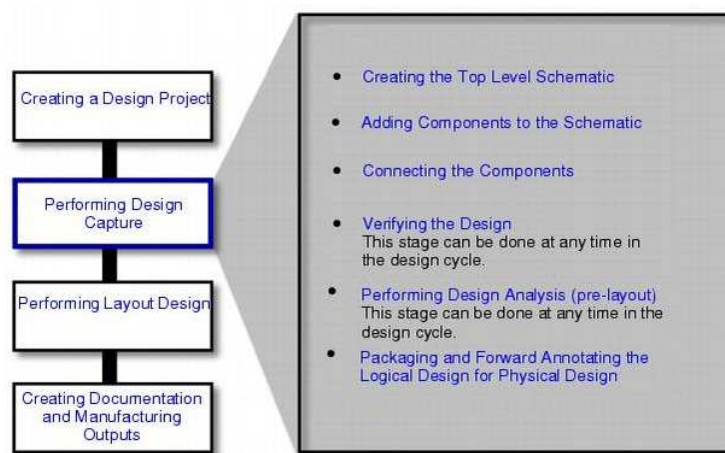 Creating a Design Project
Performing Design
Capture
Performing Layout Design
Creating Documentation
and Manufacturing
Outputs
• Creating the Top Level Schematic
• Adding Components to the Schematic
• Connecting the Components
• Verifying the Design
This stage can be done at any time in
the design cycle.
• Performing Design Analysis (pre-layout)
This stage can be done at any time in the
design cycle.
• Packaging and Forward Annotating the
Logical Design for Physical Design